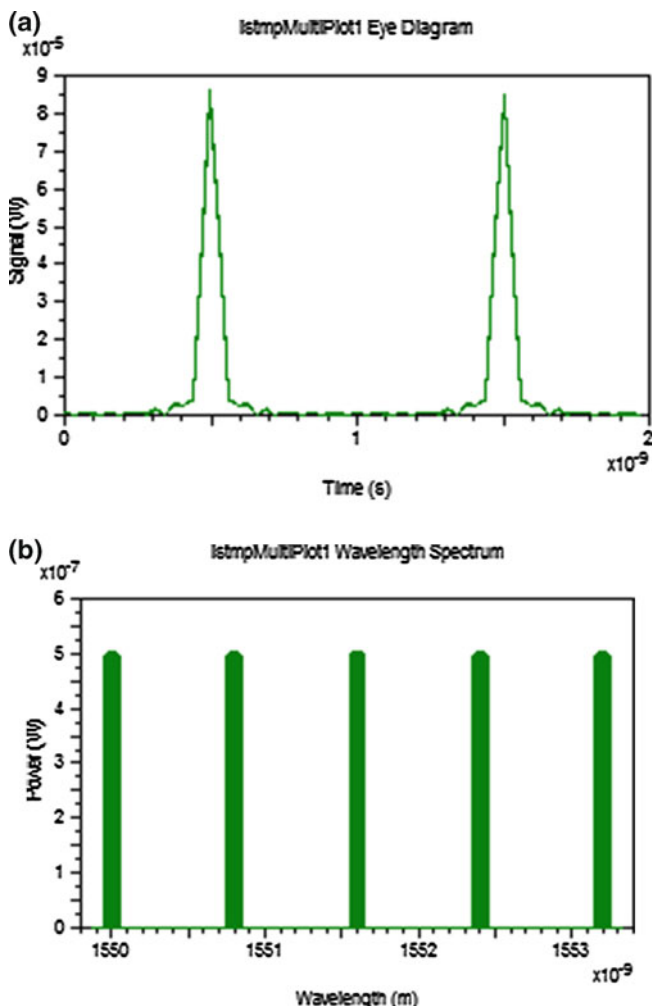 (a)
lstmpMultiPlot1 Eye Diagram
x10⁻⁵
9
8
7
6
5
4
3
2
1
0
Signal (W)
0 1 2
x10⁻⁹
Time (s)
(b)
lstmpMultiPlot1 Wavelength Spectrum
x10⁻⁷
6
5
4
3
2
1
0
Power (W)
1550 1551 1552 1553
x10⁻⁹
Wavelength (m)